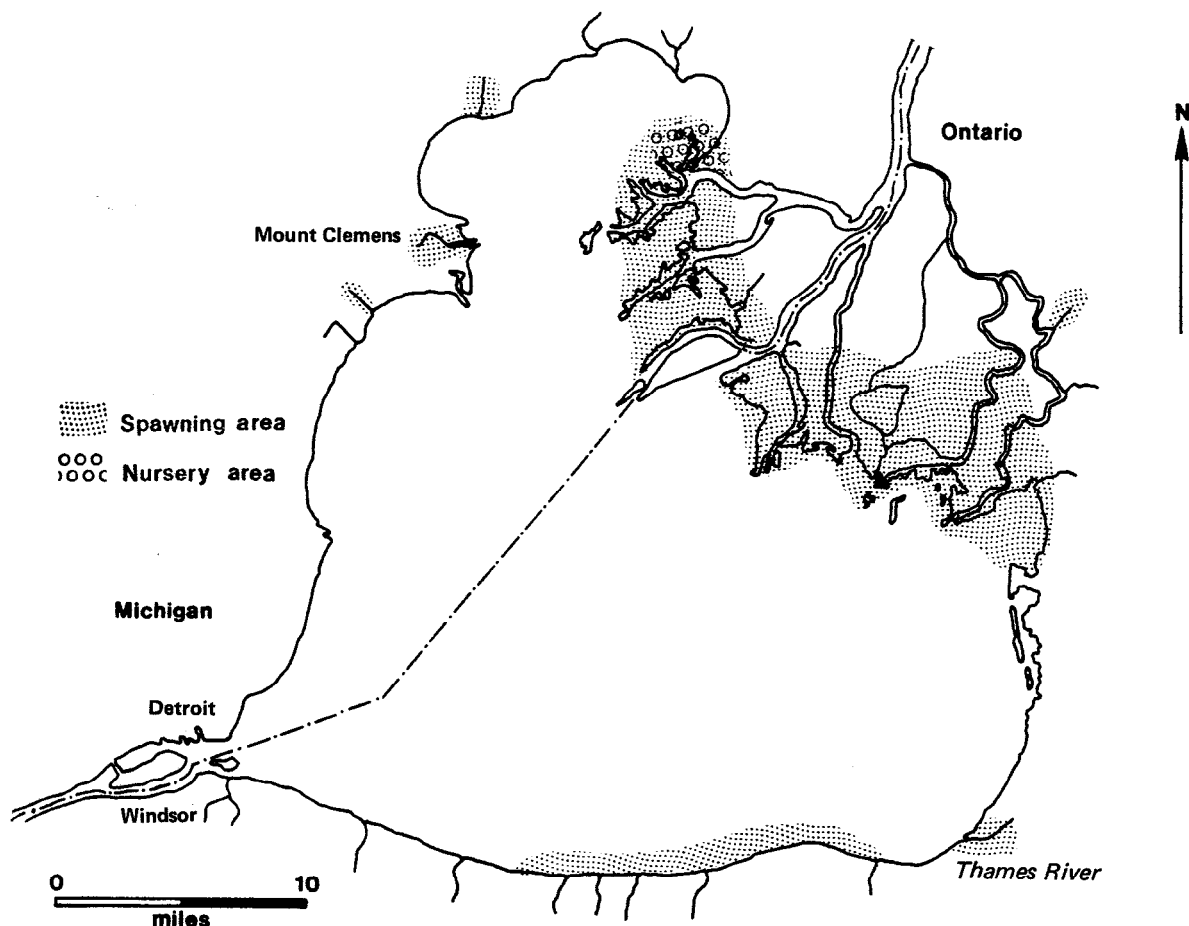 N
Ontario
Mount Clemens
Spawning area
Nursery area
Michigan
Detroit
Windsor
Thames River
0 10
miles